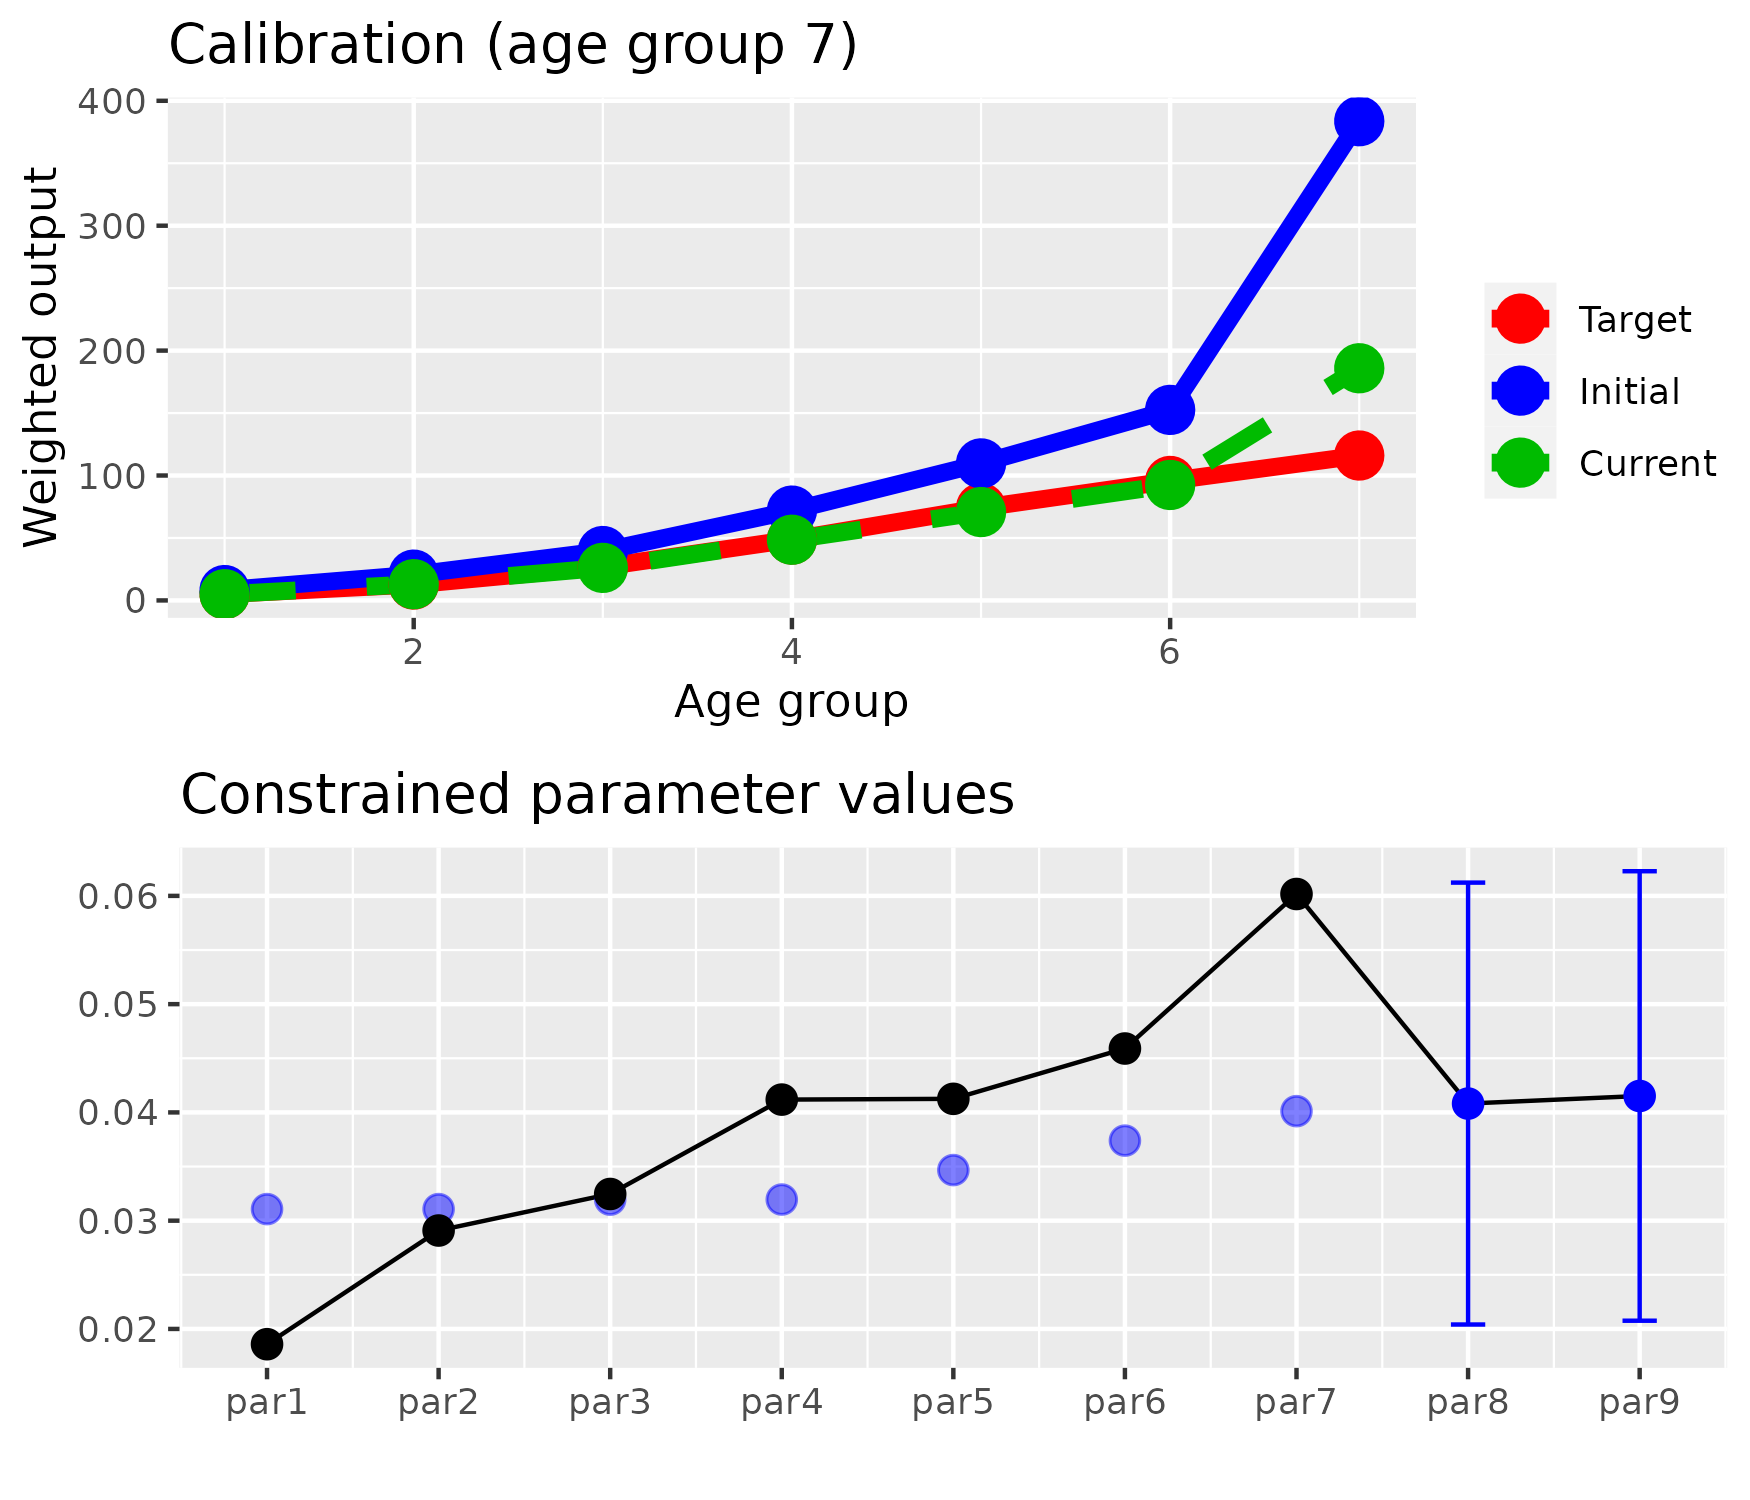 Calibration (age group 7)
Weighted output
400
300
200
100
0
2 4 6
Age group
Target
Initial
Current
Constrained parameter values
0.06
0.05
0.04
0.03
0.02
par1 par2 par3 par4 par5 par6 par7 par8 par9